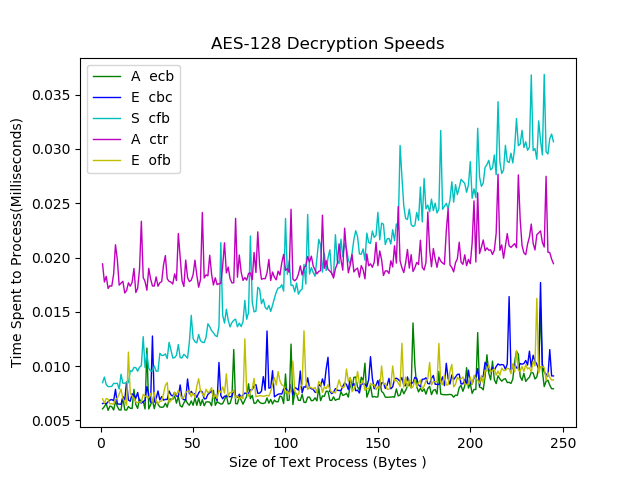 AES-128 Decryption Speeds
A ecb
E cbc
S cfb
A ctr
E ofb
Time Spent to Process(Milliseconds)
0.035
0.030
0.025
0.020
0.015
0.010
0.005
0 50 100 150 200 250
Size of Text Process (Bytes )